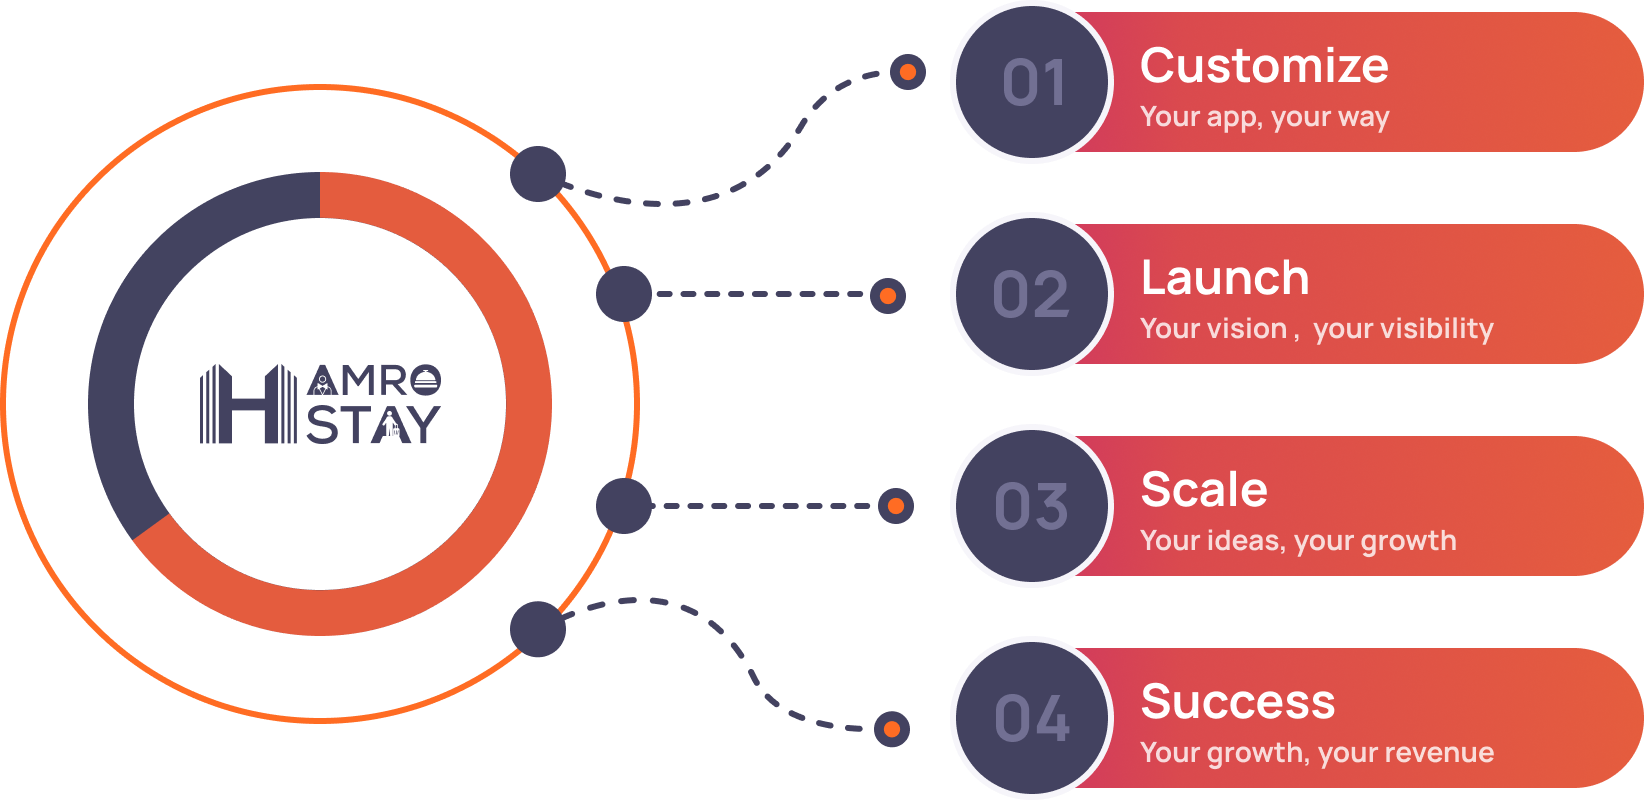 HAMRO
STAY
01
Customize
Your app, your way
02
Launch
Your vision , your visibility
03
Scale
Your ideas, your growth
04
Success
Your growth, your revenue